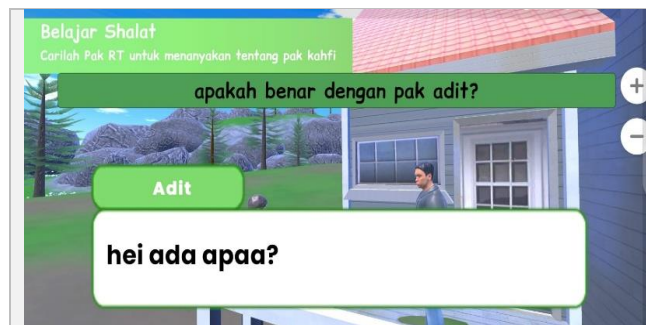 Belajar Shalat
Carilah Pak RT untuk menanyakan tentang pak kahfi
apakah benar dengan pak adit?
Adit
hei ada apaa?